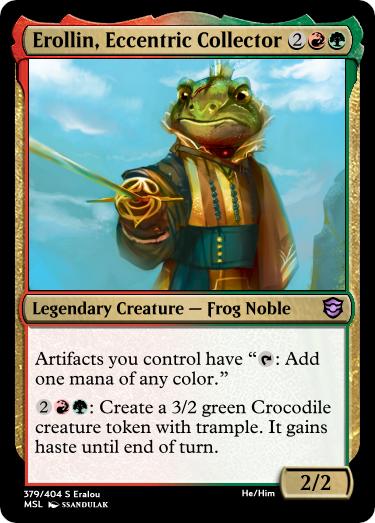 Erollin, Eccentric Collector 2
Legendary Creature — Frog Noble
Artifacts you control have “: Add
one mana of any color.”
2: Create a 3/2 green Crocodile
creature token with trample. It gains
haste until end of turn.
2/2
379/404 S Eralou He/Him
MSL SSANDULAK